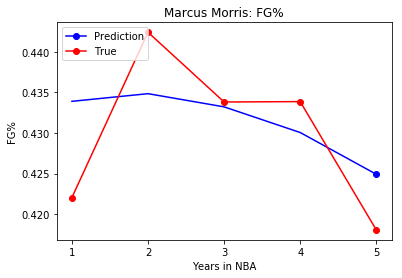 Marcus Morris: FG%
Prediction
True
0.440
0.435
0.430
0.425
0.420
FG%
1 2 3 4 5
Years in NBA